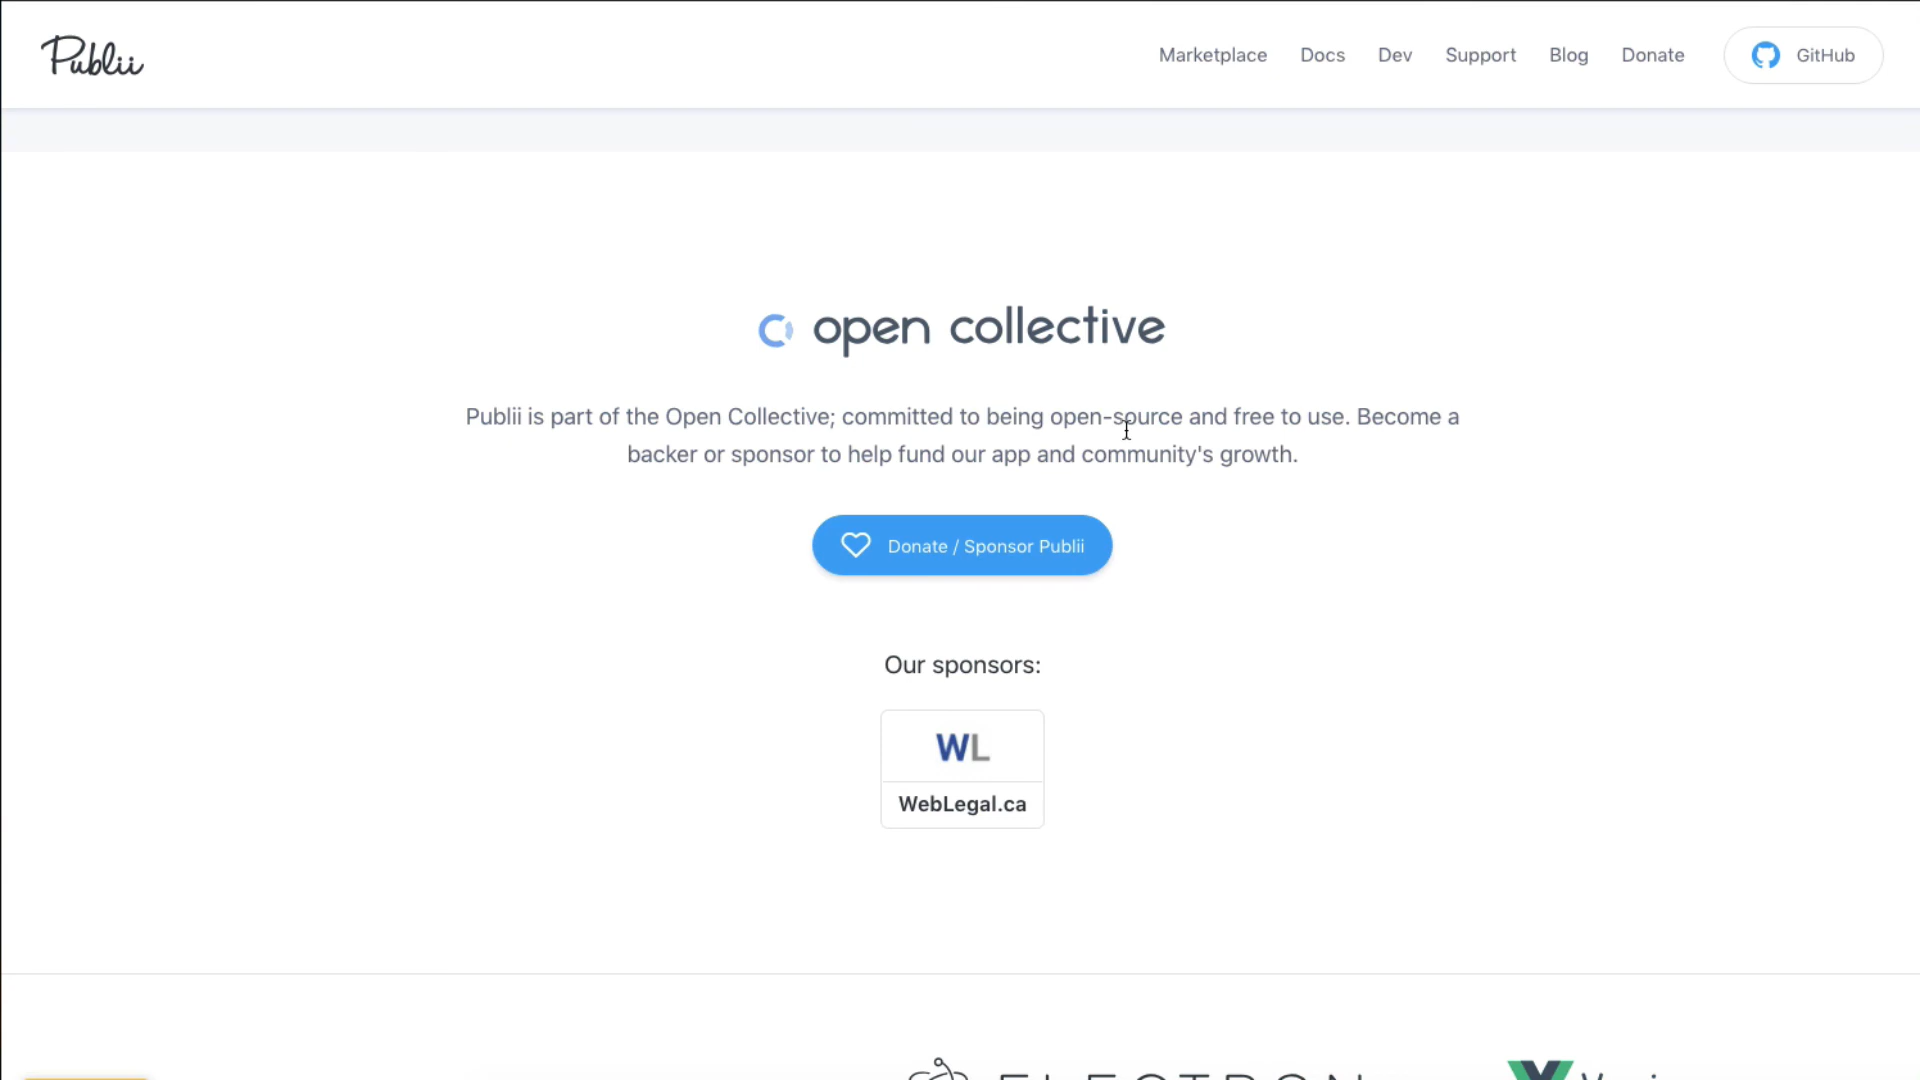 Publii
Marketplace Docs Dev Support Blog Donate GitHub
open collective
Publii is part of the Open Collective; committed to being open-source and free to use. Become a
backer or sponsor to help fund our app and community's growth.
Donate / Sponsor Publii
Our sponsors:
WL
WebLegal.ca
ELECTRON